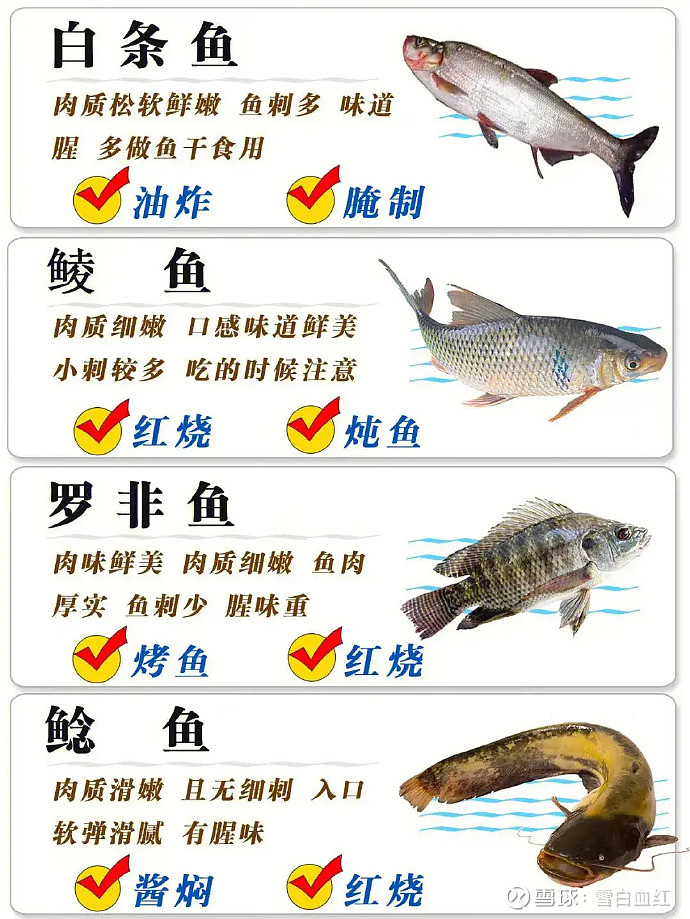 白条鱼
肉质松软鲜嫩 鱼刺多 味道
腥 多做鱼干食用
油炸 腌制
鲮 鱼
肉质细嫩 口感味道鲜美
小刺较多 吃的时候注意
红烧 炖鱼
罗非鱼
肉味鲜美 肉质细嫩 鱼肉
厚实 鱼刺少 腥味重
烤鱼 红烧
鲶 鱼
肉质滑嫩 且无细刺 入口
软弹滑腻 有腥味
酱焖 红烧
雪球:雪白血红